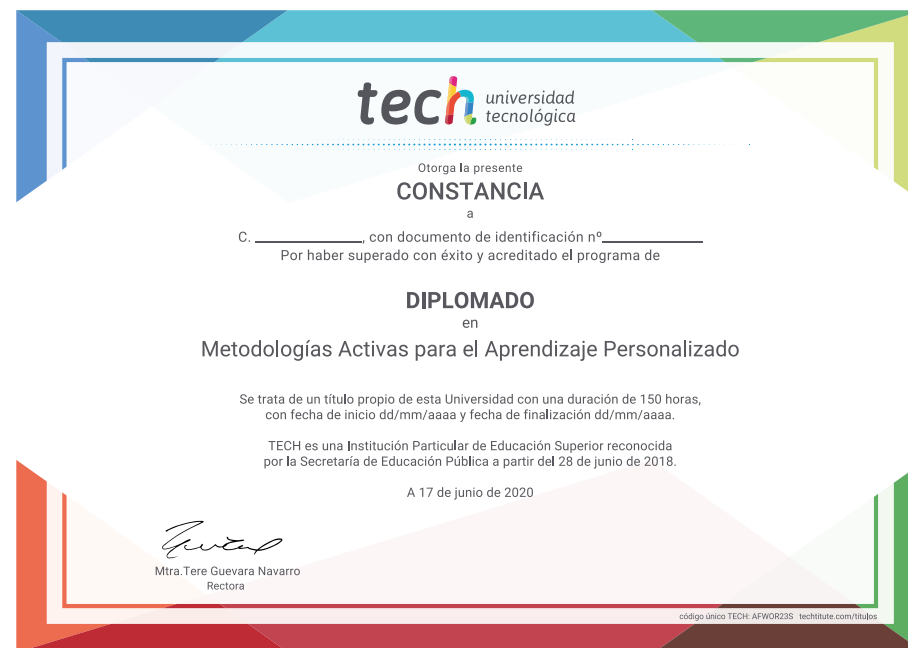 tech universidad
tecnológica
Otorga la presente
CONSTANCIA
a
C. ____________, con documento de identificación nº____________
Por haber superado con éxito y acreditado el programa de
DIPLOMADO
en
Metodologías Activas para el Aprendizaje Personalizado
Se trata de un título propio de esta Universidad con una duración de 150 horas,
con fecha de inicio dd/mm/aaaa y fecha de finalización dd/mm/aaaa.
TECH es una Institución Particular de Educación Superior reconocida
por la Secretaría de Educación Pública a partir del 28 de junio de 2018.
A 17 de junio de 2020
Mtra.Tere Guevara Navarro
Rectora
código único TECH: AFWOR23S techtitute.com/titulos